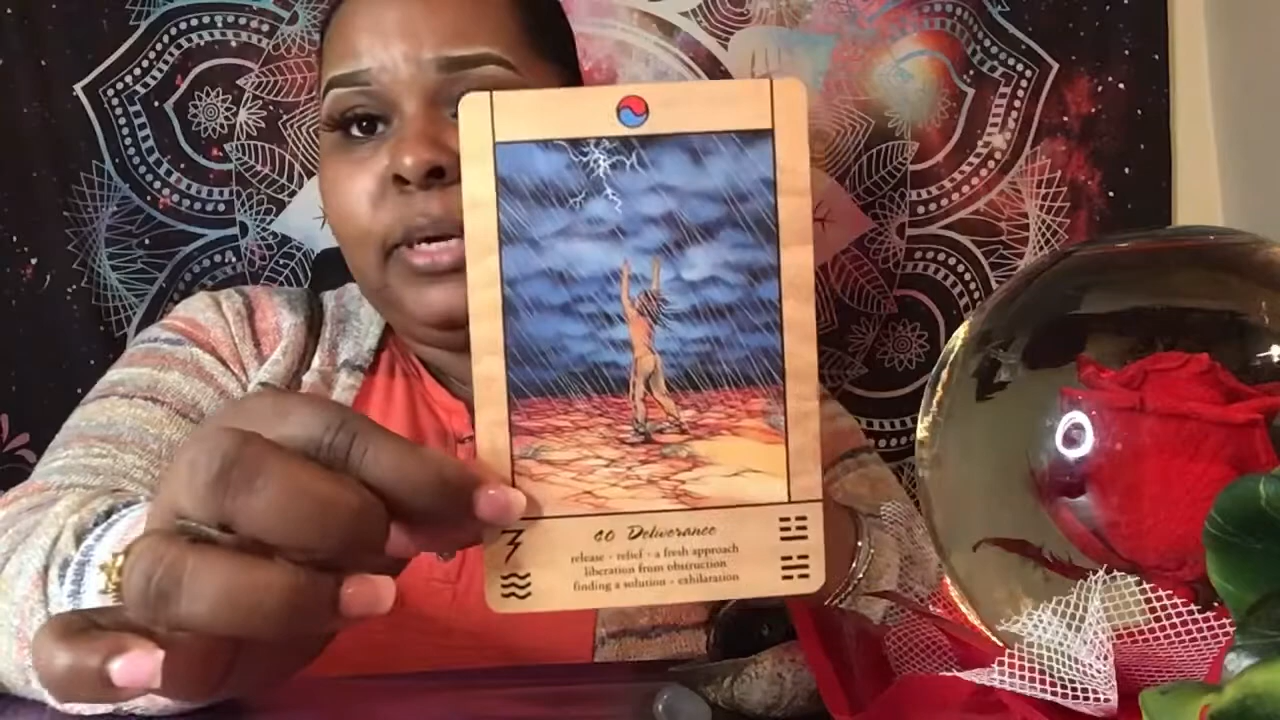 40 Deliverance
release - relief - a fresh approach
liberation from obstruction
finding a solution - exhilaration